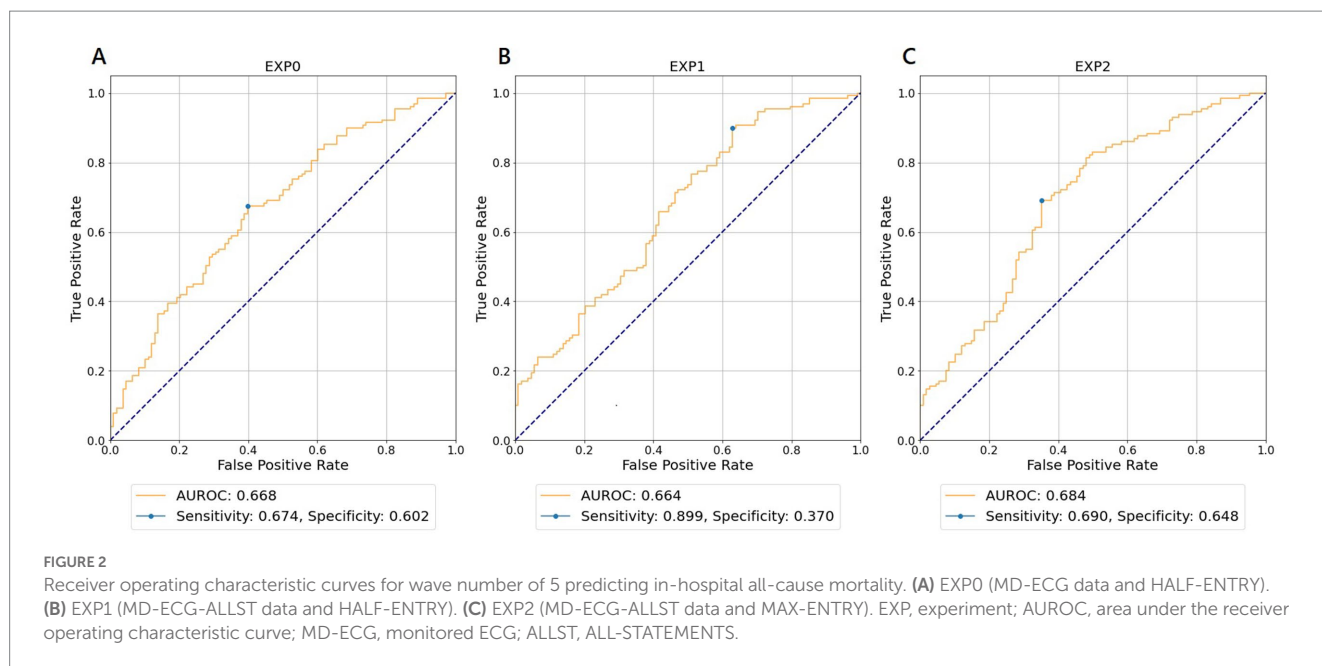 A
EXP0
1.0
0.8
0.6
0.4
0.2
0.0
True Positive Rate
0.0 0.2 0.4 0.6 0.8 1.0
False Positive Rate
AUROC: 0.668
Sensitivity: 0.674, Specificity: 0.602
B
EXP1
1.0
0.8
0.6
0.4
0.2
0.0
True Positive Rate
0.0 0.2 0.4 0.6 0.8 1.0
False Positive Rate
AUROC: 0.664
Sensitivity: 0.899, Specificity: 0.370
C
EXP2
1.0
0.8
0.6
0.4
0.2
0.0
True Positive Rate
0.0 0.2 0.4 0.6 0.8 1.0
False Positive Rate
AUROC: 0.684
Sensitivity: 0.690, Specificity: 0.648
FIGURE 2
Receiver operating characteristic curves for wave number of 5 predicting in-hospital all-cause mortality. (A) EXP0 (MD-ECG data and HALF-ENTRY).
(B) EXP1 (MD-ECG-ALLST data and HALF-ENTRY). (C) EXP2 (MD-ECG-ALLST data and MAX-ENTRY). EXP, experiment; AUROC, area under the receiver
operating characteristic curve; MD-ECG, monitored ECG; ALLST, ALL-STATEMENTS.